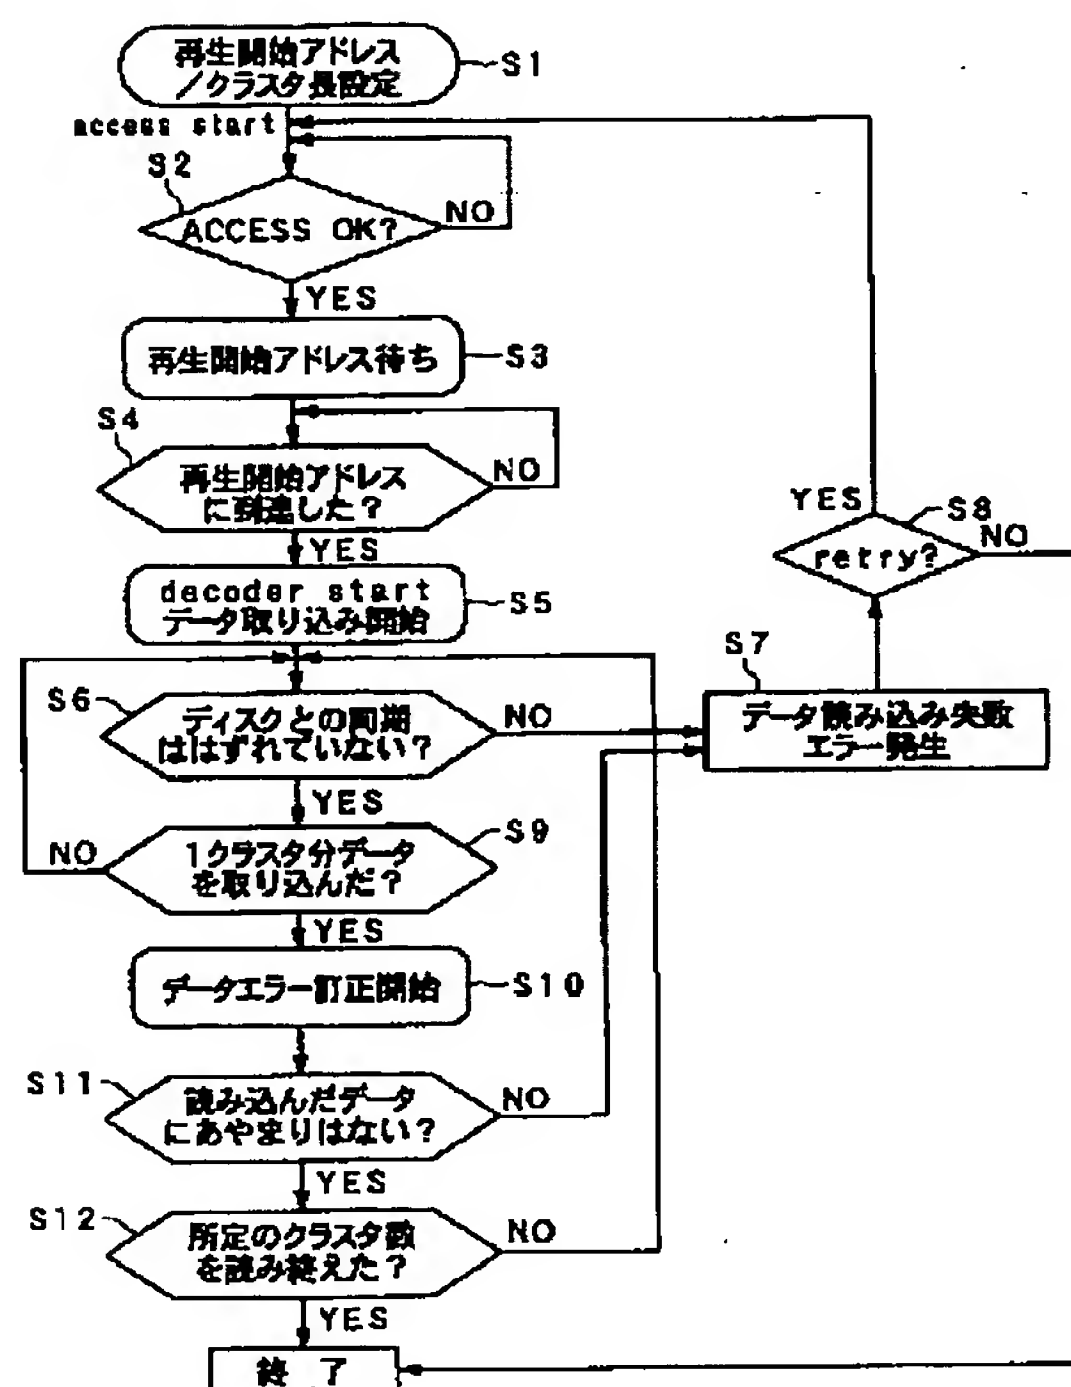 再生開始アドレス
/クラスタ長設定
S1
access start
S2
ACCESS OK?
NO
YES
再生開始アドレス待ち
S3
S4
再生開始アドレス
に到達した?
NO
YES
decoder start
データ取り込み開始
S5
S6
ディスクとの同期
ははずれていない?
NO
YES
S7
データ読み込み失敗
エラー発生
YES
S8
retry?
NO
S9
1クラスタ分データ
を取り込んだ?
NO
YES
データエラー訂正開始
S10
S11
読み込んだデータ
にあやまりはない?
NO
YES
S12
所定のクラスタ数
を読み終えた?
NO
YES
終 了